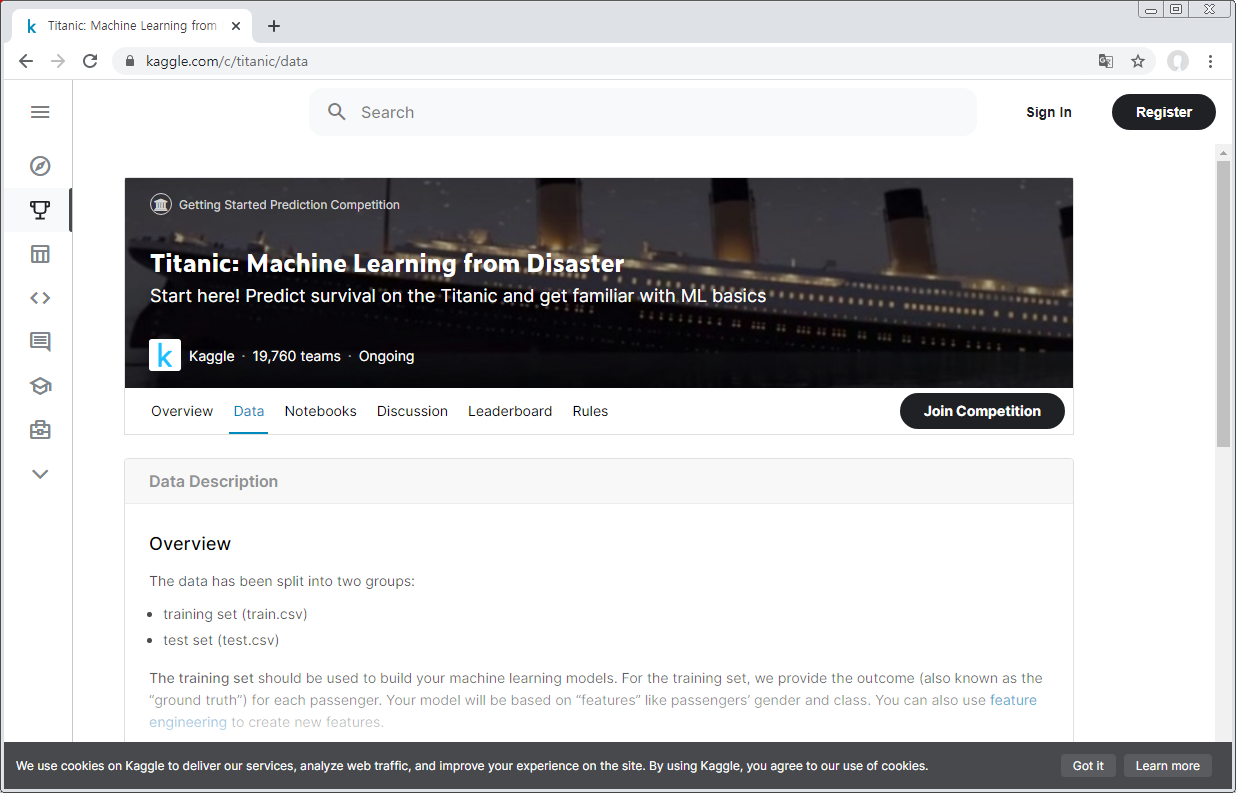 k Titanic: Machine Learning from
kaggle.com/c/titanic/data
Search
Sign In
Register
Getting Started Prediction Competition
Titanic: Machine Learning from Disaster
Start here! Predict survival on the Titanic and get familiar with ML basics
k Kaggle · 19,760 teams · Ongoing
Overview Data Notebooks Discussion Leaderboard Rules Join Competition
Data Description
Overview
The data has been split into two groups:
• training set (train.csv)
• test set (test.csv)
The training set should be used to build your machine learning models. For the training set, we provide the outcome (also known as the
“ground truth”) for each passenger. Your model will be based on “features” like passengers’ gender and class. You can also use feature
engineering to create new features.
We use cookies on Kaggle to deliver our services, analyze web traffic, and improve your experience on the site. By using Kaggle, you agree to our use of cookies. Got it Learn more